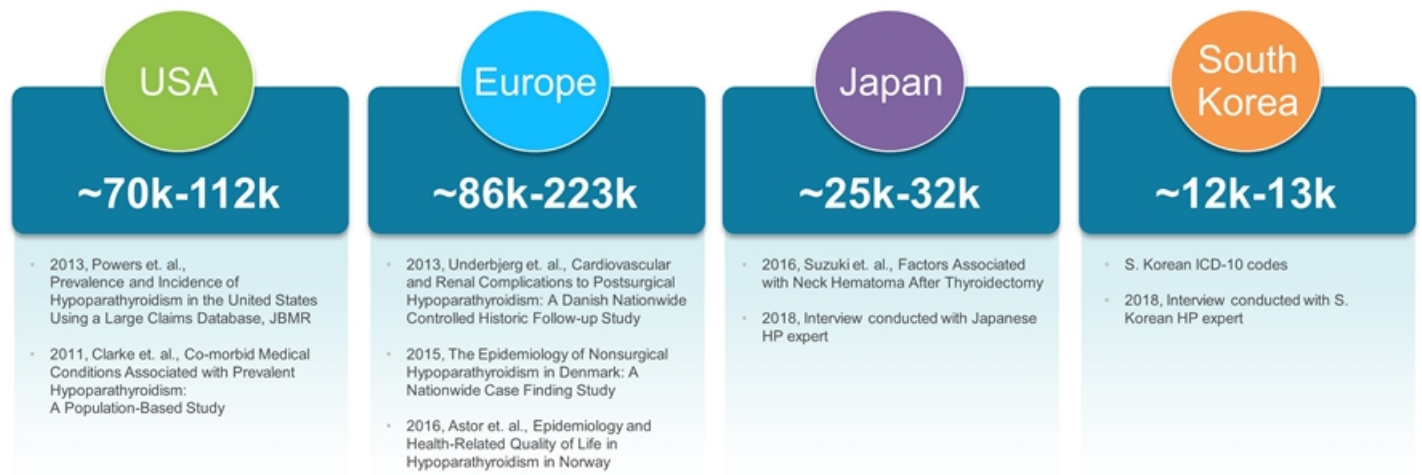 USA
~70k-112k
• 2013, Powers et. al.,
Prevalence and Incidence of
Hypoparathyroidism in the United States
Using a Large Claims Database, JBMR
• 2011, Clarke et. al., Co-morbid Medical
Conditions Associated with Prevalent
Hypoparathyroidism:
A Population-Based Study
Europe
~86k-223k
• 2013, Underbjerg et. al., Cardiovascular
and Renal Complications to Postsurgical
Hypoparathyroidism: A Danish Nationwide
Controlled Historic Follow-up Study
• 2015, The Epidemiology of Nonsurgical
Hypoparathyroidism in Denmark: A
Nationwide Case Finding Study
• 2016, Astor et. al., Epidemiology and
Health-Related Quality of Life in
Hypoparathyroidism in Norway
Japan
~25k-32k
• 2016, Suzuki et. al., Factors Associated
with Neck Hematoma After Thyroidectomy
• 2018, Interview conducted with Japanese
HP expert
South
Korea
~12k-13k
• S. Korean ICD-10 codes
• 2018, Interview conducted with S.
Korean HP expert